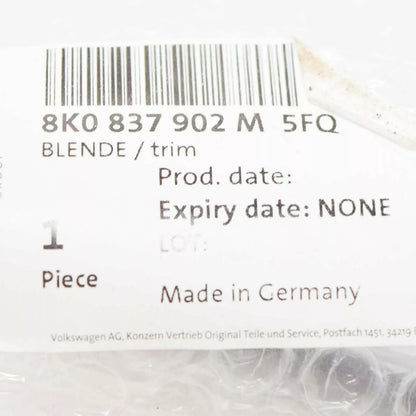 8K0 837 902 M 5FQ
BLENDE / trim
Prod. date:
Expiry date: NONE
1
LOT:
Piece
Made in Germany
Volkswagen AG, Konzern Vertrieb Original Teile und Service, Postfach 1451, 34219